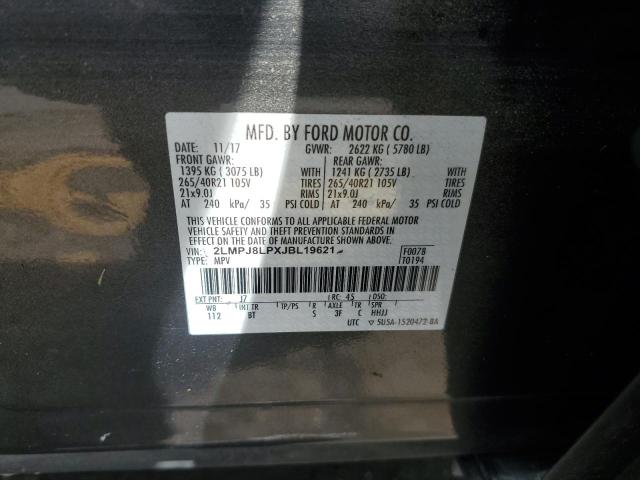 MFD. BY FORD MOTOR CO.
DATE: 11/17 GVWR: 2622 KG ( 5780 LB)
FRONT GAWR: REAR GAWR:
1395 KG ( 3075 LB) WITH 1241 KG ( 2735 LB) WITH
265/40R21 105V TIRES 265/40R21 105V TIRES
21x9.0J 21x9.0J
AT 240 kPa/ 35 PSI COLD AT 240 kPa/ 35 PSI COLD
THIS VEHICLE CONFORMS TO ALL APPLICABLE FEDERAL MOTOR
VEHICLE SAFETY AND THEFT PREVENTION STANDARDS IN
EFFECT ON THE DATE OF MANUFACTURE SHOWN ABOVE.
VIN: 2LMPJ8LPXJBL19621 F0078
TYPE: MPV T0194
EXT PNT: J7 RC: 45 DSO:
WB INT TR TP/PS R AXLE TR SPR
112 BT S 3F C HHJJ
UTC 5U5A-1520472-BA